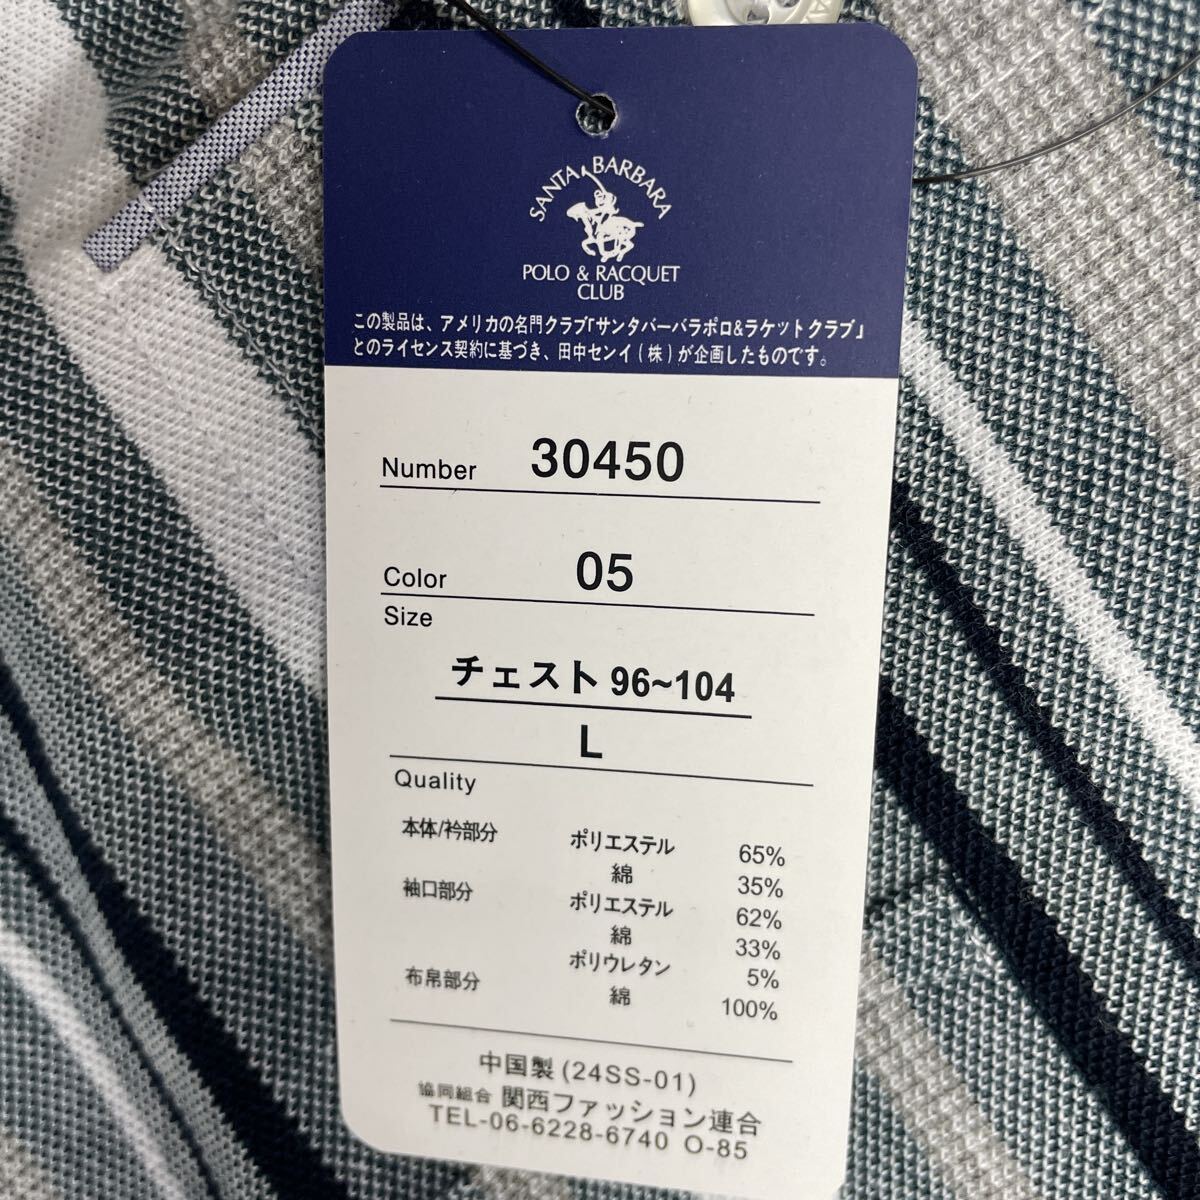 SANTA BARBARA
POLO & RACQUET
CLUB
この製品は、アメリカの名門クラブ「サンタバーバラポロ&ラケットクラブ」
とのライセンス契約に基づき、田中センイ(株)が企画したものです。
Number 30450
Color 05
Size
チェスト 96~104
L
Quality
本体/衿部分 ポリエステル 65%
綿 35%
袖口部分 ポリエステル 62%
綿 33%
ポリウレタン 5%
布帛部分 綿 100%
中国製 (24SS-01)
協同組合 関西ファッション連合
TEL-06-6228-6740 O-85